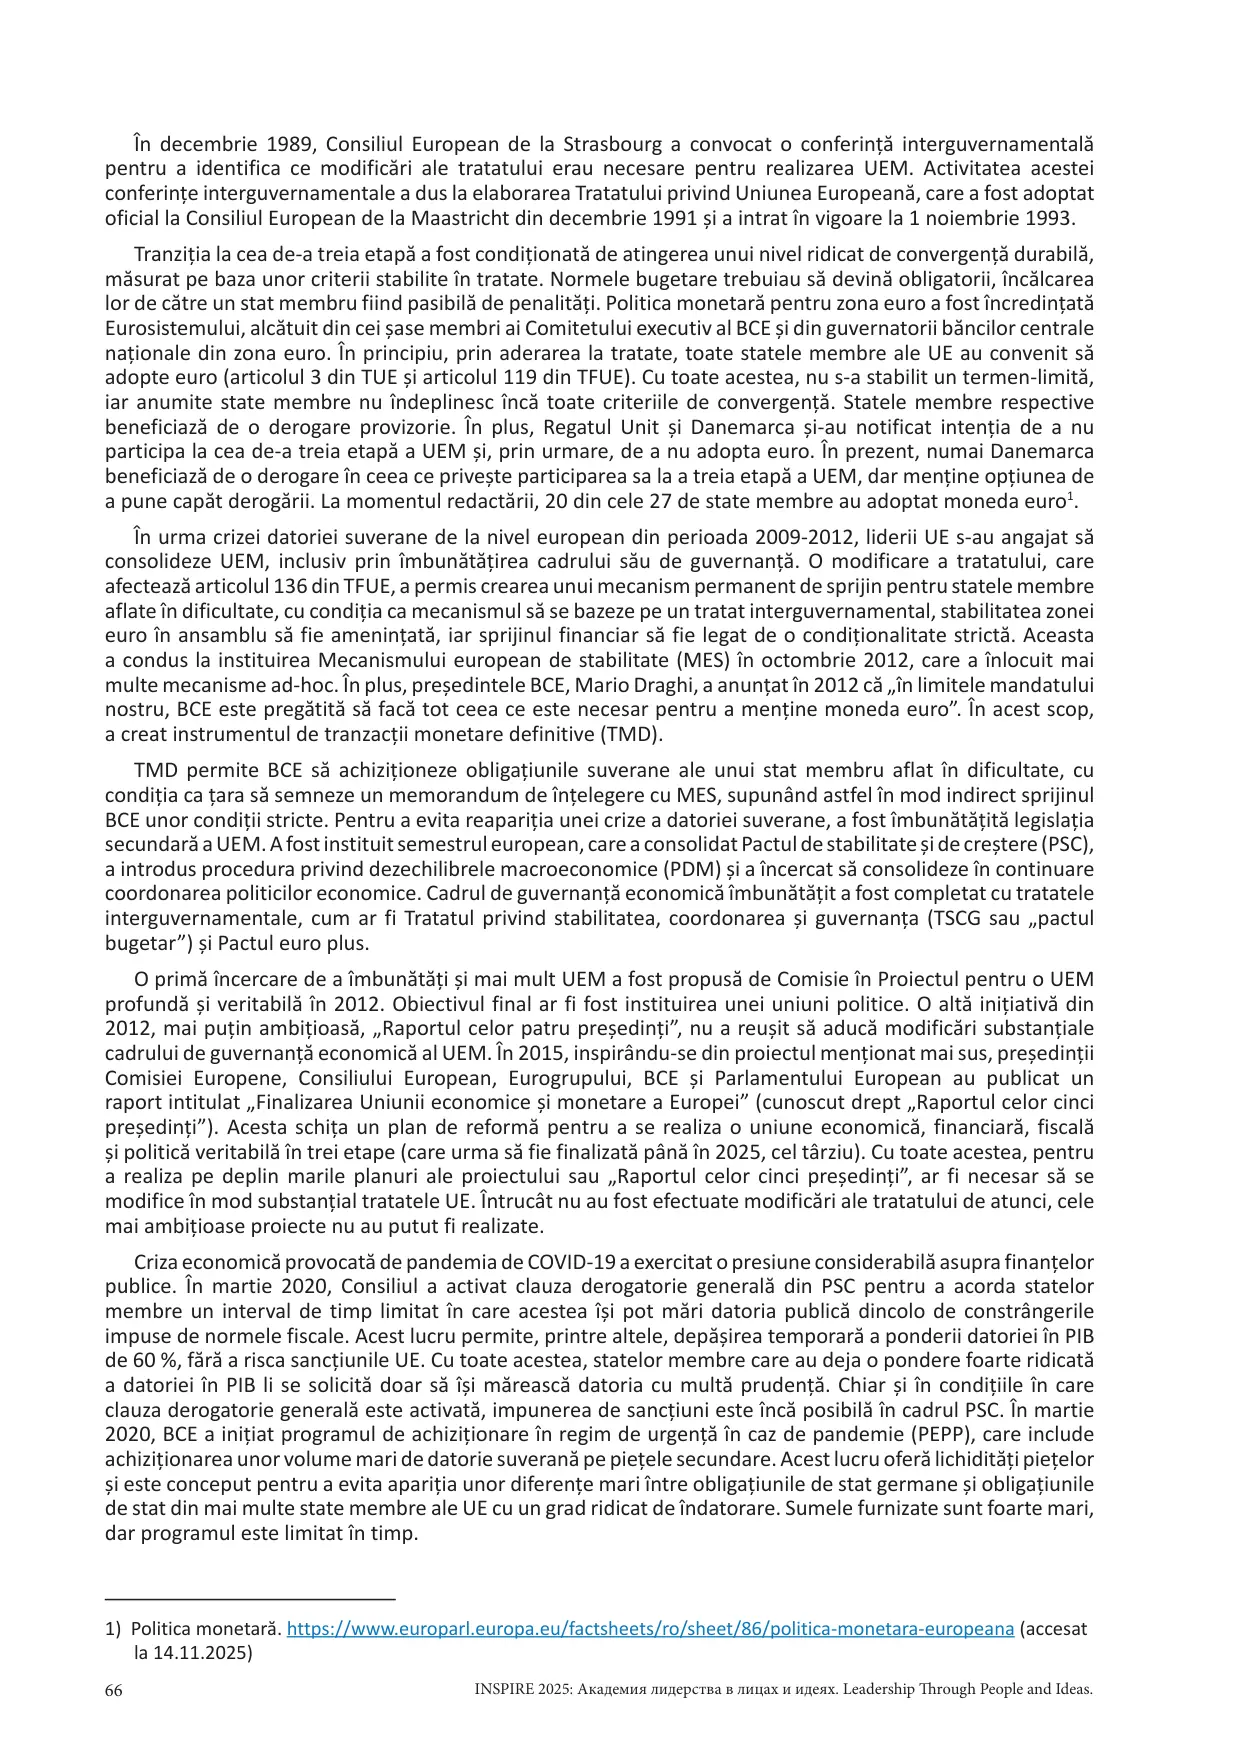 În decembrie 1989, Consiliul European de la Strasbourg a convocat o conferință interguvernamentală
pentru a identifica ce modificări ale tratatului erau necesare pentru realizarea UEM. Activitatea acestei
conferințe interguvernamentale a dus la elaborarea Tratatului privind Uniunea Europeană, care a fost adoptat
oficial la Consiliul European de la Maastricht din decembrie 1991 și a intrat în vigoare la 1 noiembrie 1993.
Tranziția la cea de-a treia etapă a fost condiționată de atingerea unui nivel ridicat de convergență durabilă,
măsurat pe baza unor criterii stabilite în tratate. Normele bugetare trebuiau să devină obligatorii, încălcarea
lor de către un stat membru fiind pasibilă de penalități. Politica monetară pentru zona euro a fost încredințată
Eurosistemului, alcătuit din cei șase membri ai Comitetului executiv al BCE și din guvernatorii băncilor centrale
naționale din zona euro. În principiu, prin aderarea la tratate, toate statele membre ale UE au convenit să
adopte euro (articolul 3 din TUE și articolul 119 din TFUE). Cu toate acestea, nu s-a stabilit un termen-limită,
iar anumite state membre nu îndeplinesc încă toate criteriile de convergență. Statele membre respective
beneficiază de o derogare provizorie. În plus, Regatul Unit și Danemarca și-au notificat intenția de a nu
participa la cea de-a treia etapă a UEM și, prin urmare, de a nu adopta euro. În prezent, numai Danemarca
beneficiază de o derogare în ceea ce privește participarea sa la a treia etapă a UEM, dar menține opțiunea de
a pune capăt derogării. La momentul redactării, 20 din cele 27 de state membre au adoptat moneda euro¹.
În urma crizei datoriei suverane de la nivel european din perioada 2009-2012, liderii UE s-au angajat să
consolideze UEM, inclusiv prin îmbunătățirea cadrului său de guvernanță. O modificare a tratatului, care
afectează articolul 136 din TFUE, a permis crearea unui mecanism permanent de sprijin pentru statele membre
aflate în dificultate, cu condiția ca mecanismul să se bazeze pe un tratat interguvernamental, stabilitatea zonei
euro în ansamblu să fie amenințată, iar sprijinul financiar să fie legat de o condiționalitate strictă. Aceasta
a condus la instituirea Mecanismului european de stabilitate (MES) în octombrie 2012, care a înlocuit mai
multe mecanisme ad-hoc. În plus, președintele BCE, Mario Draghi, a anunțat în 2012 că „în limitele mandatului
nostru, BCE este pregătită să facă tot ceea ce este necesar pentru a menține moneda euro”. În acest scop,
a creat instrumentul de tranzacții monetare definitive (TMD).
TMD permite BCE să achiziționeze obligațiunile suverane ale unui stat membru aflat în dificultate, cu
condiția ca țara să semneze un memorandum de înțelegere cu MES, supunând astfel în mod indirect sprijinul
BCE unor condiții stricte. Pentru a evita reapariția unei crize a datoriei suverane, a fost îmbunătățită legislația
secundară a UEM. A fost instituit semestrul european, care a consolidat Pactul de stabilitate și de creștere (PSC),
a introdus procedura privind dezechilibrele macroeconomice (PDM) și a încercat să consolideze în continuare
coordonarea politicilor economice. Cadrul de guvernanță economică îmbunătățit a fost completat cu tratatele
interguvernamentale, cum ar fi Tratatul privind stabilitatea, coordonarea și guvernanța (TSCG sau „pactul
bugetar”) și Pactul euro plus.
O primă încercare de a îmbunătăți și mai mult UEM a fost propusă de Comisie în Proiectul pentru o UEM
profundă și veritabilă în 2012. Obiectivul final ar fi fost instituirea unei uniuni politice. O altă inițiativă din
2012, mai puțin ambițioasă, „Raportul celor patru președinți”, nu a reușit să aducă modificări substanțiale
cadrului de guvernanță economică al UEM. În 2015, inspirându-se din proiectul menționat mai sus, președinții
Comisiei Europene, Consiliului European, Eurogrupului, BCE și Parlamentului European au publicat un
raport intitulat „Finalizarea Uniunii economice și monetare a Europei” (cunoscut drept „Raportul celor cinci
președinți”). Acesta schița un plan de reformă pentru a se realiza o uniune economică, financiară, fiscală
și politică veritabilă în trei etape (care urma să fie finalizată până în 2025, cel târziu). Cu toate acestea, pentru
a realiza pe deplin marile planuri ale proiectului sau „Raportul celor cinci președinți”, ar fi necesar să se
modifice în mod substanțial tratatele UE. Întrucât nu au fost efectuate modificări ale tratatului de atunci, cele
mai ambițioase proiecte nu au putut fi realizate.
Criza economică provocată de pandemia de COVID-19 a exercitat o presiune considerabilă asupra finanțelor
publice. În martie 2020, Consiliul a activat clauza derogatorie generală din PSC pentru a acorda statelor
membre un interval de timp limitat în care acestea își pot mări datoria publică dincolo de constrângerile
impuse de normele fiscale. Acest lucru permite, printre altele, depășirea temporară a ponderii datoriei în PIB
de 60 %, fără a risca sancțiunile UE. Cu toate acestea, statelor membre care au deja o pondere foarte ridicată
a datoriei în PIB li se solicită doar să își mărească datoria cu multă prudență. Chiar și în condițiile în care
clauza derogatorie generală este activată, impunerea de sancțiuni este încă posibilă în cadrul PSC. În martie
2020, BCE a inițiat programul de achiziționare în regim de urgență în caz de pandemie (PEPP), care include
achiziționarea unor volume mari de datorie suverană pe piețele secundare. Acest lucru oferă lichidități piețelor
și este conceput pentru a evita apariția unor diferențe mari între obligațiunile de stat germane și obligațiunile
de stat din mai multe state membre ale UE cu un grad ridicat de îndatorare. Sumele furnizate sunt foarte mari,
dar programul este limitat în timp.
1) Politica monetară. https://www.europarl.europa.eu/factsheets/ro/sheet/86/politica-monetara-europeana (accesat
la 14.11.2025)
66 INSPIRE 2025: Академия лидерства в лицах и идеях. Leadership Through People and Ideas.